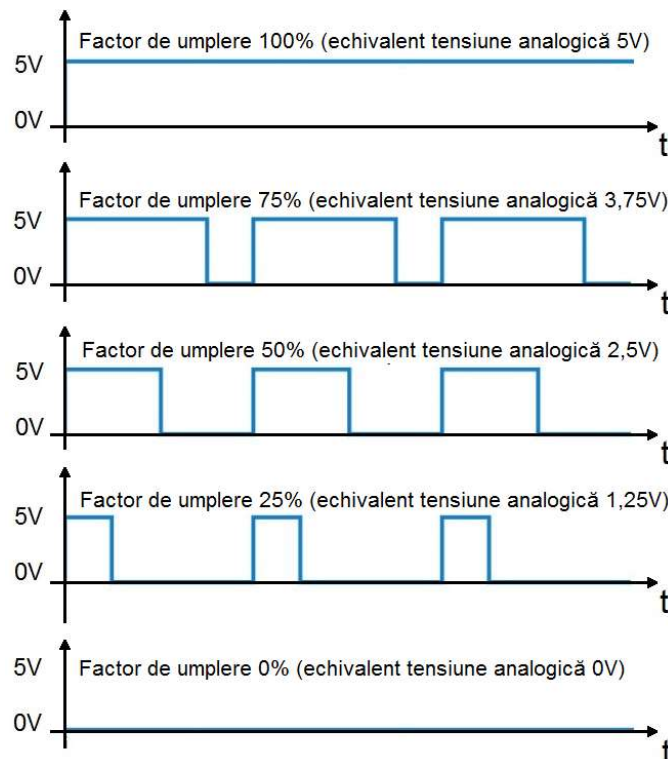 Factor de umplere 100% (echivalent tensiune analogică 5V)
5V
0V
t
Factor de umplere 75% (echivalent tensiune analogică 3,75V)
5V
0V
t
Factor de umplere 50% (echivalent tensiune analogică 2,5V)
5V
0V
t
Factor de umplere 25% (echivalent tensiune analogică 1,25V)
5V
0V
t
5V Factor de umplere 0% (echivalent tensiune analogică 0V)
0V
t